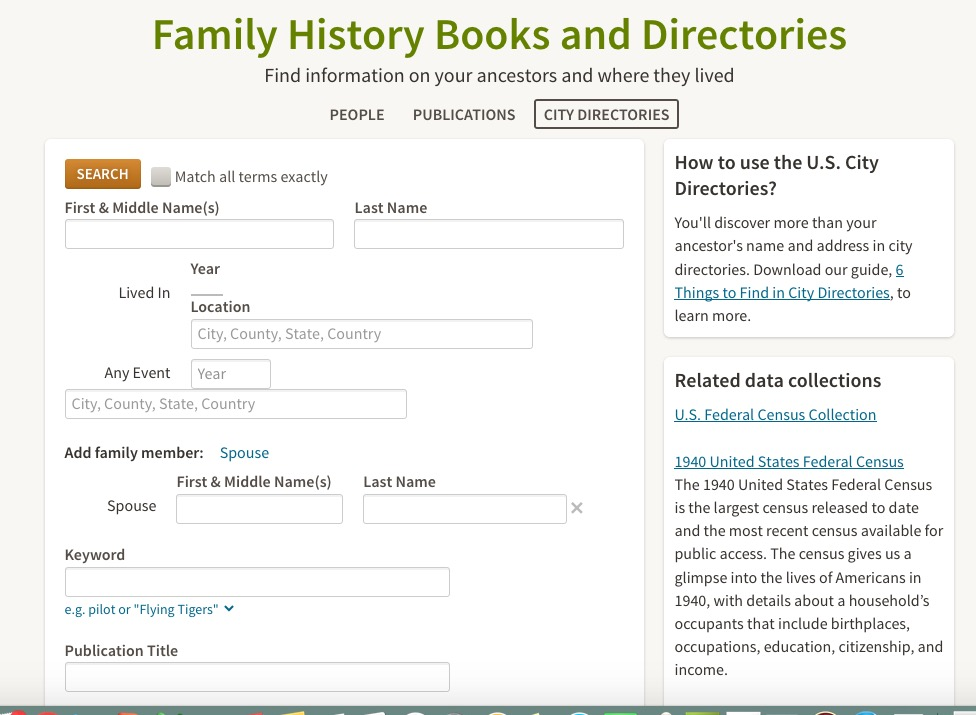 Family History Books and Directories
Find information on your ancestors and where they lived
PEOPLE PUBLICATIONS CITY DIRECTORIES
SEARCH Match all terms exactly
First & Middle Name(s) Last Name
Year
Lived In
Location
City, County, State, Country
Any Event Year
City, County, State, Country
Add family member: Spouse
First & Middle Name(s) Last Name
Spouse
Keyword
e.g. pilot or "Flying Tigers"
Publication Title
How to use the U.S. City
Directories?
You'll discover more than your
ancestor's name and address in city
directories. Download our guide, 6
Things to Find in City Directories, to
learn more.
Related data collections
U.S. Federal Census Collection
1940 United States Federal Census
The 1940 United States Federal Census
is the largest census released to date
and the most recent census available for
public access. The census gives us a
glimpse into the lives of Americans in
1940, with details about a household’s
occupants that include birthplaces,
occupations, education, citizenship, and
income.